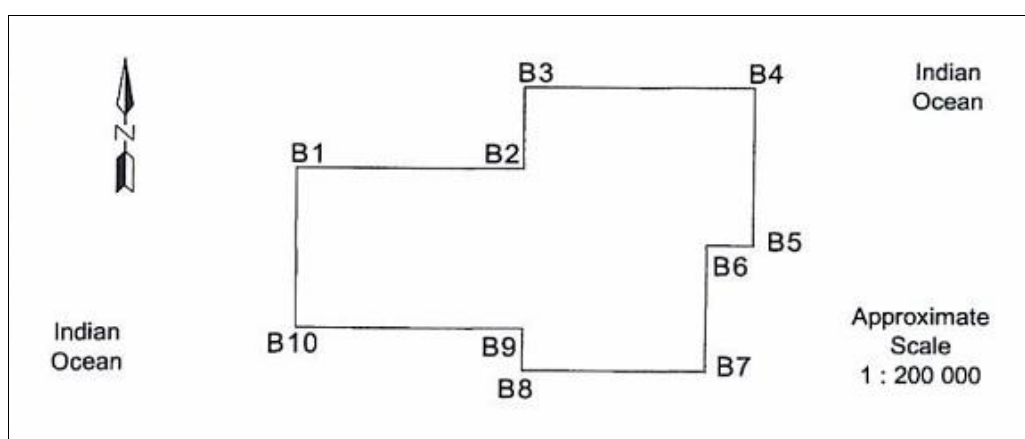 B3
B4
Indian
Ocean
N
B1
B2
B5
B6
Indian
Ocean
B10
B9
B8
B7
Approximate
Scale
1 : 200 000